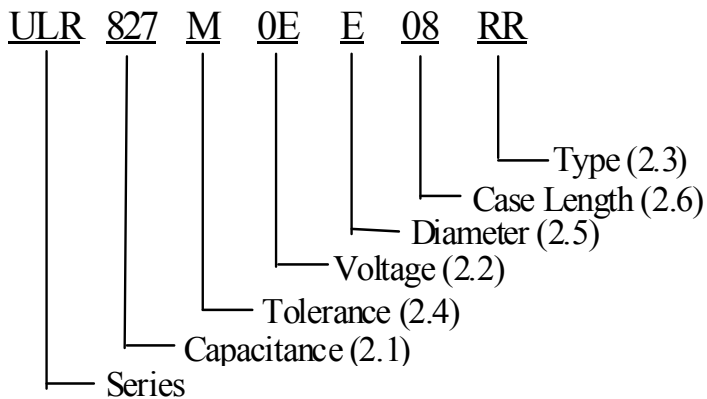 ULR 827 M 0E E 08 RR
Type (2.3)
Case Length (2.6)
Diameter (2.5)
Voltage (2.2)
Tolerance (2.4)
Capacitance (2.1)
Series